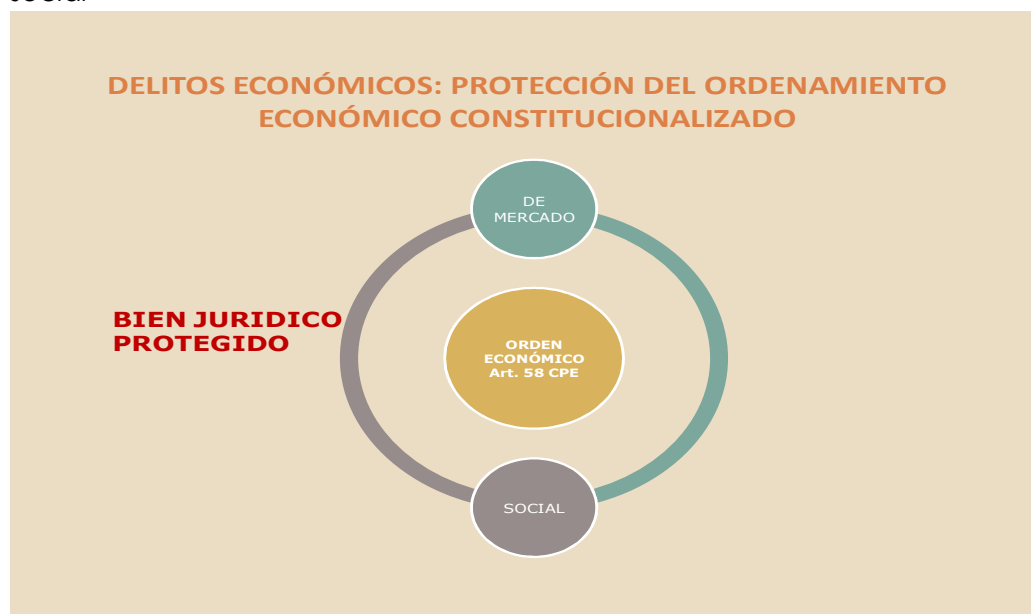 DELITOS ECONÓMICOS: PROTECCIÓN DEL ORDENAMIENTO
ECONÓMICO CONSTITUCIONALIZADO
DE
MERCADO
BIEN JURIDICO
PROTEGIDO
ORDEN
ECONÓMICO
Art. 58 CPE
SOCIAL